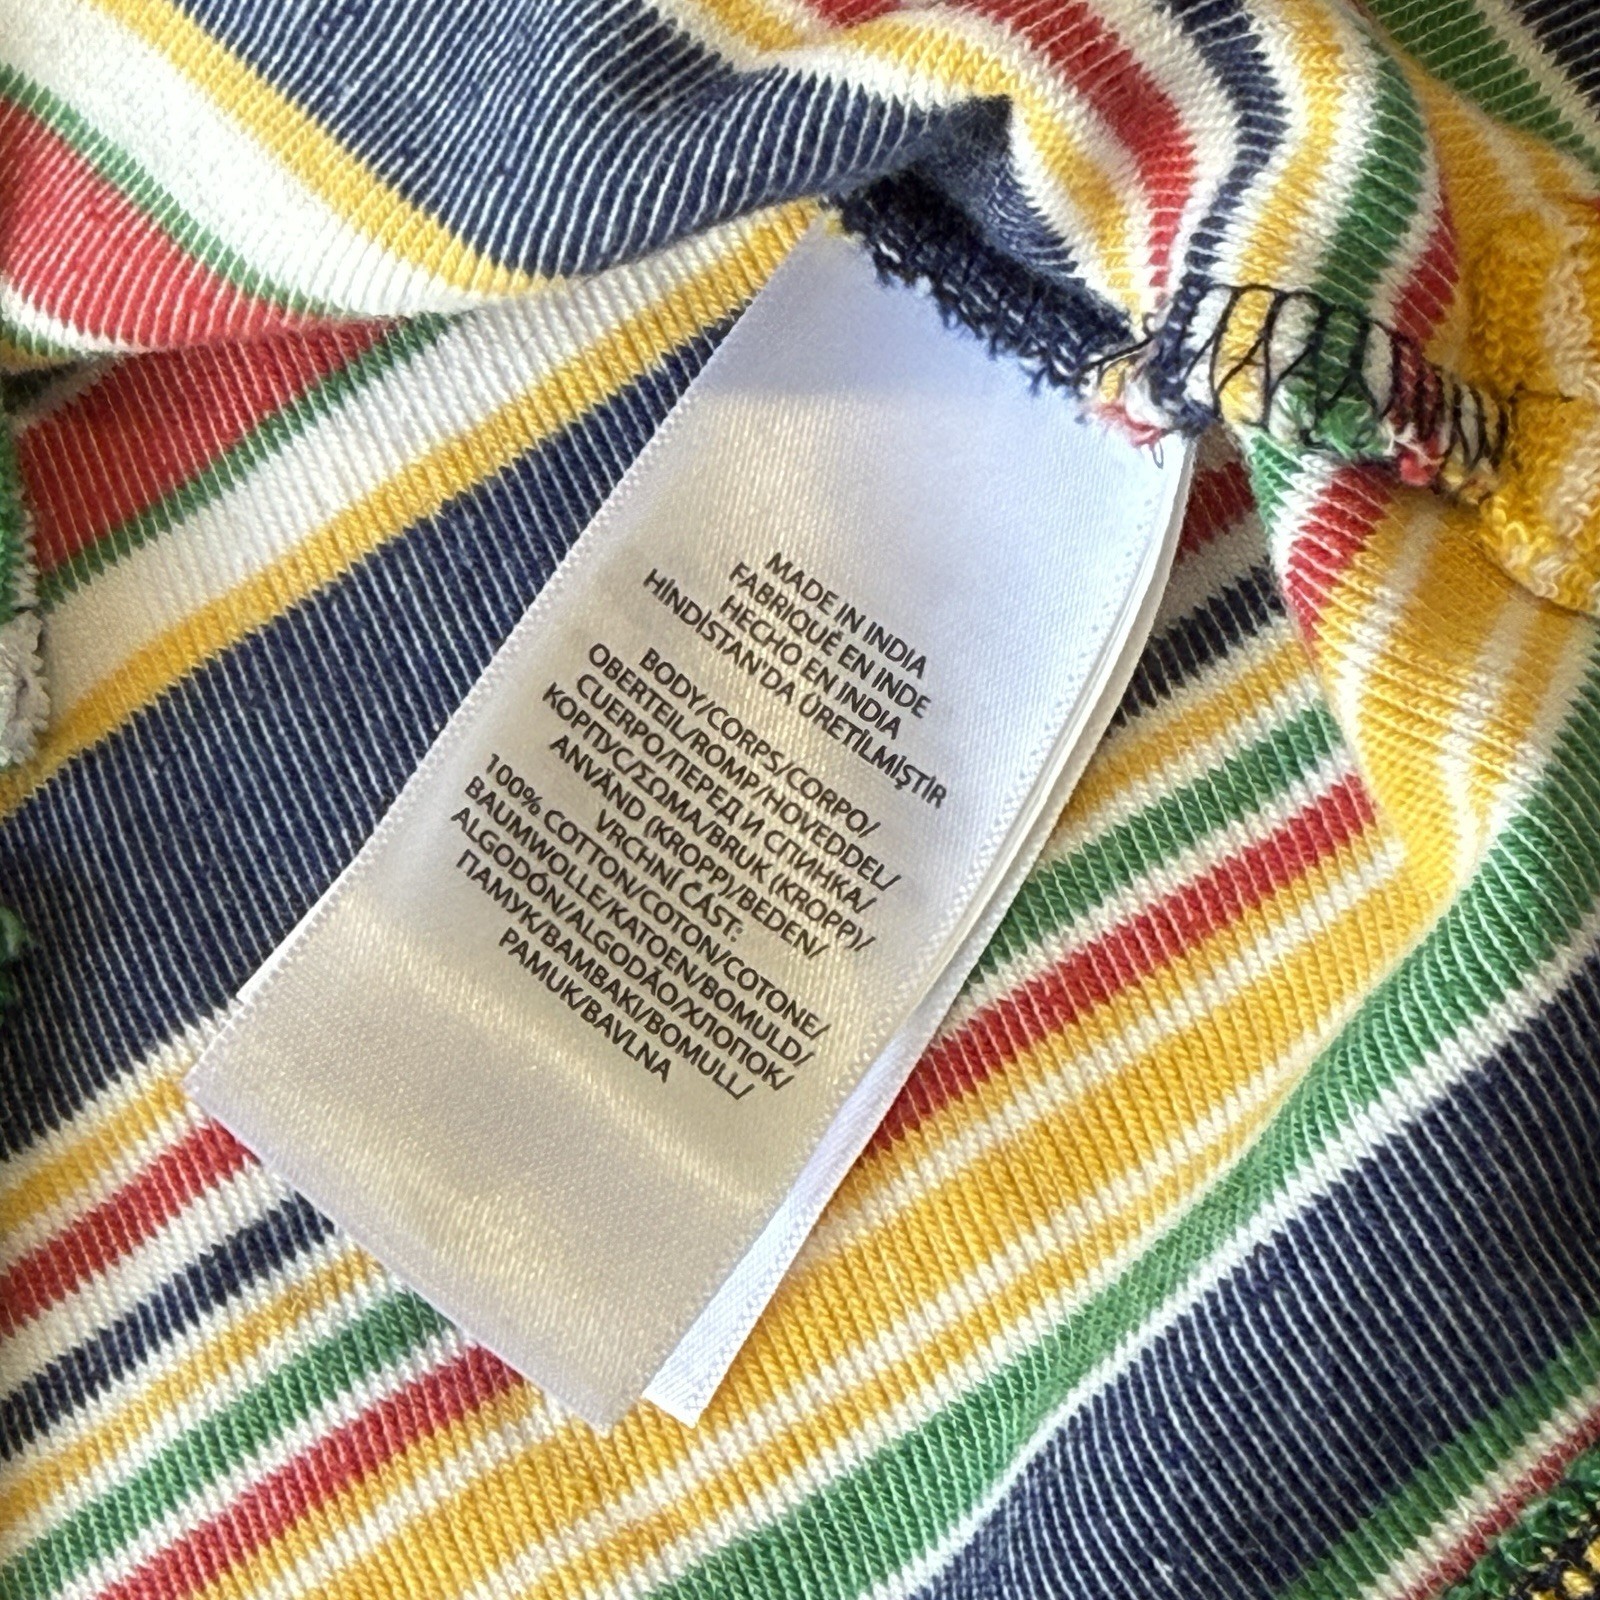 MADE IN INDIA
FABRIQUÉ EN INDE
HECHO EN INDIA
HİNDİSTAN'DA ÜRETİLMİŞTİR
BODY/CORPS/CORPO/
OBERTEIL/ROMP/HOVEDDEL/
CUERPO/ПЕРЕД И СПИНКА/
КОРПУС/ΣΩΜΑ/BRUK (KROPP)/
ANVÄND (KROPP)/BEDEN/
VRCHNÍ ČÁST:
100% COTTON/COTON/COTONE/
BAUMWOLLE/KATOEN/BOMULD/
ALGODÓN/ALGODÃO/ХЛОПОК/
ПАМУК/ΒΑΜΒΑΚΙ/BOMULL/
PAMUK/BAVLNA